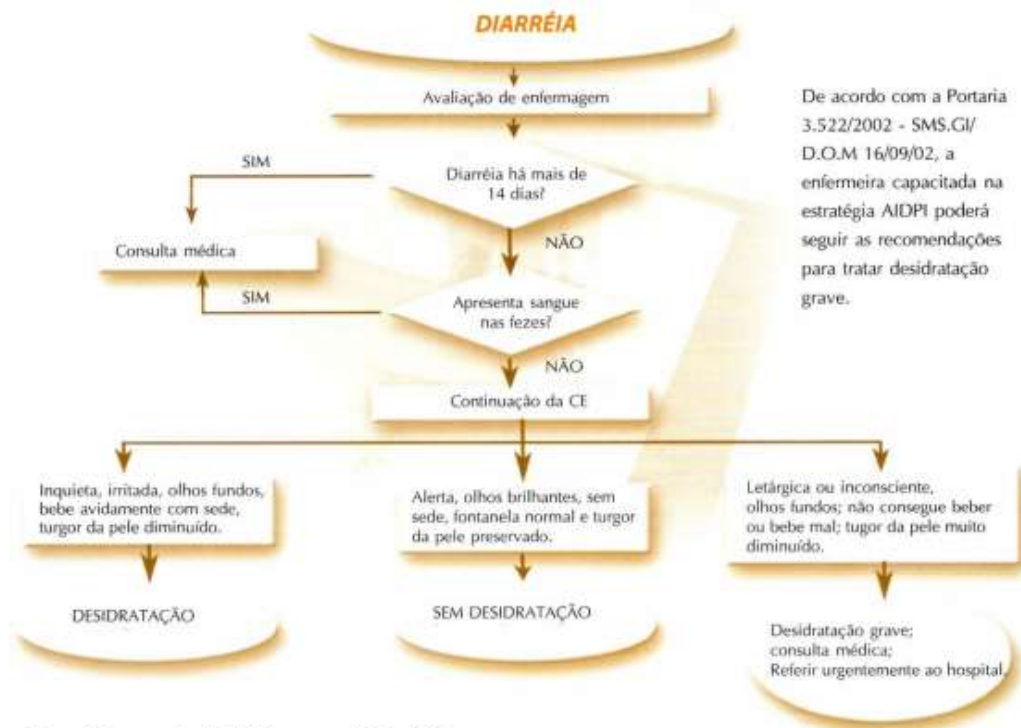 DIARRÉIA
Avaliação de enfermagem
De acordo com a Portaria
3.522/2002 - SMS.GI/
D.O.M 16/09/02, a
enfermeira capacitada na
estratégia AIDPI poderá
seguir as recomendações
para tratar desidratação
grave.
SIM
Diarréia há mais de
14 dias?
NÃO
Consulta médica
SIM
Apresenta sangue
nas fezes?
NÃO
Continuação da CE
Inquieta, irritada, olhos fundos,
bebe avidamente com sede,
turgor da pele diminuído.
Alerta, olhos brilhantes, sem
sede, fontanela normal e turgor
da pele preservado.
Letárgica ou inconsciente,
olhos fundos; não consegue beber
ou bebe mal; tugor da pele muito
diminuído.
DESIDRATAÇÃO
SEM DESIDRATAÇÃO
Desidratação grave;
consulta médica;
Referir urgentemente ao hospital.